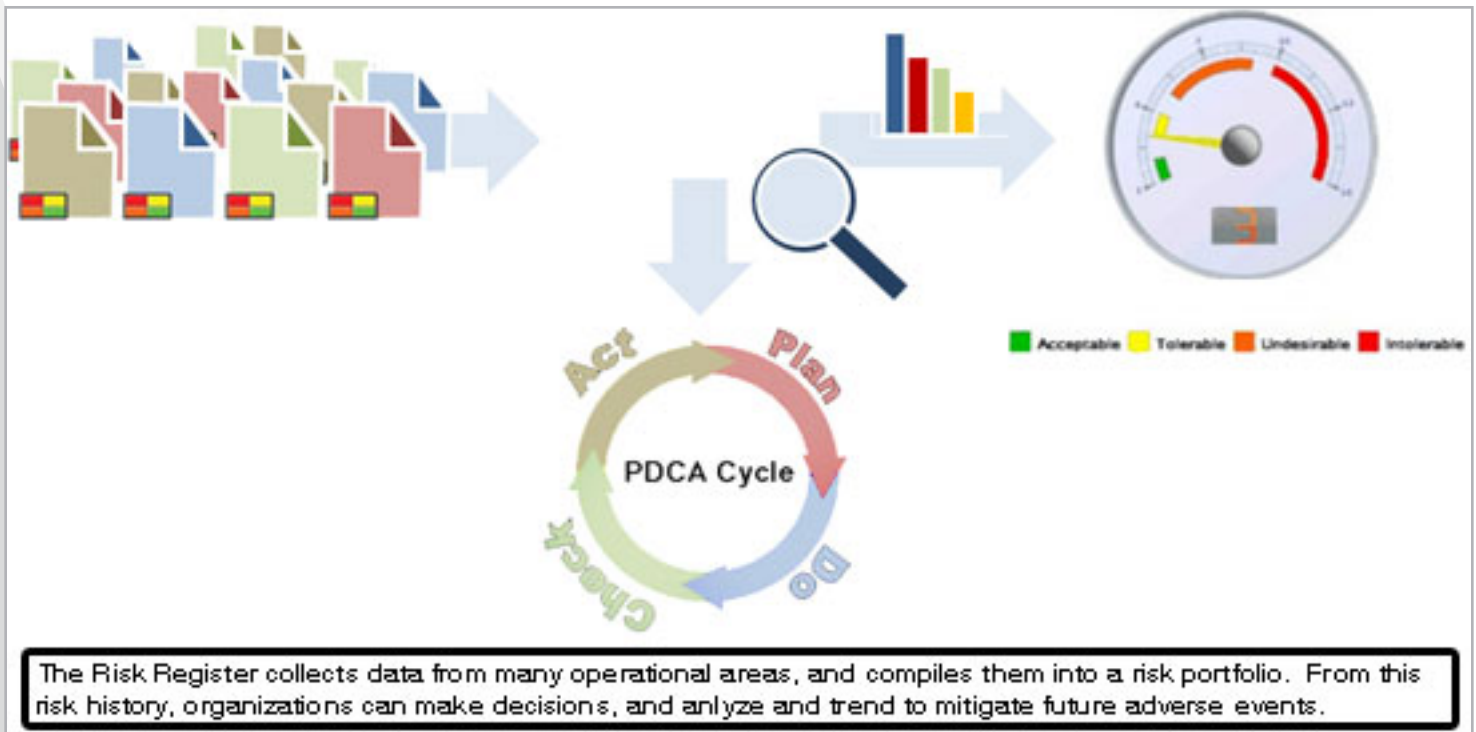 3
Acceptable Tolerable Undesirable Intolerable
Act
Plan
PDCA Cycle
Check
Do
The Risk Register collects data from many operational areas, and compiles them into a risk portfolio. From this
risk history, organizations can make decisions, and anlyze and trend to mitigate future adverse events.